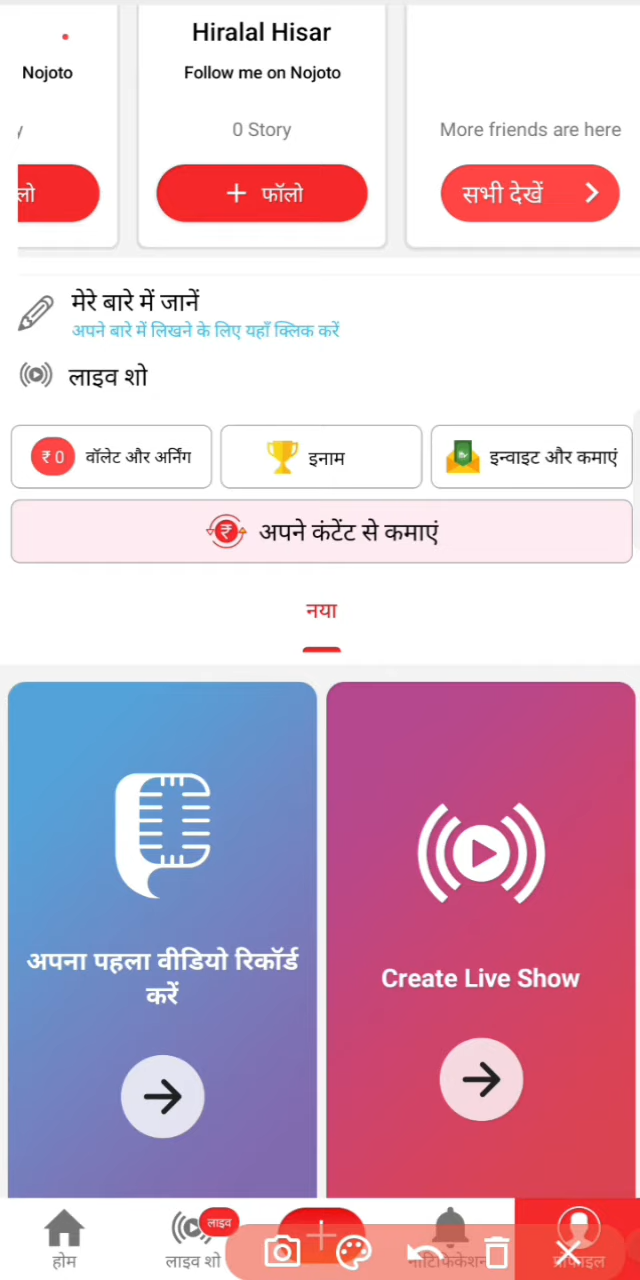 Hiralal Hisar
Nojoto
Follow me on Nojoto
0 Story
More friends are here
लो
+ फॉलो
सभी देखें
मेरे बारे में जानें
अपने बारे में लिखने के लिए यहाँ क्लिक करें
लाइव शो
₹ 0 वॉलेट और अर्निंग
इनाम
इन्वाइट और कमाएं
₹ अपने कंटेंट से कमाएं
नया
अपना पहला वीडियो रिकॉर्ड
करें
Create Live Show
लाइव
होम
लाइव शो
नोटिफिकेशन
प्रोफाइल